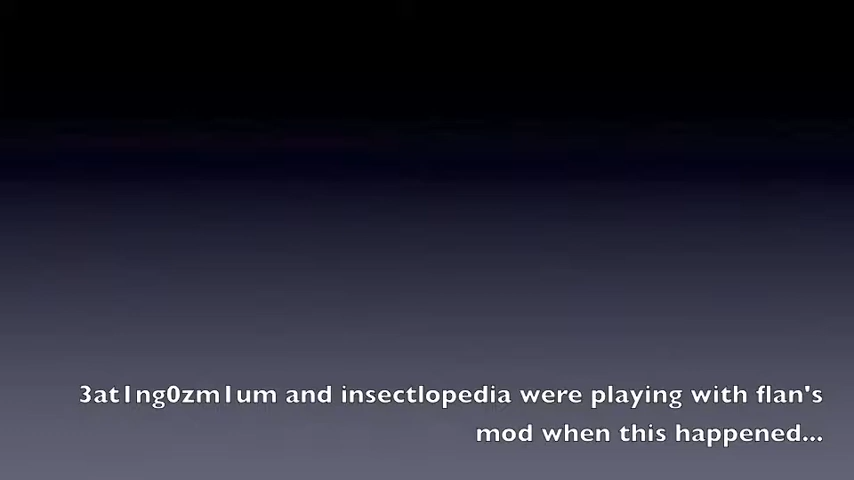 3at1ng0zm1um and insectlopedia were playing with flan's
mod when this happened...